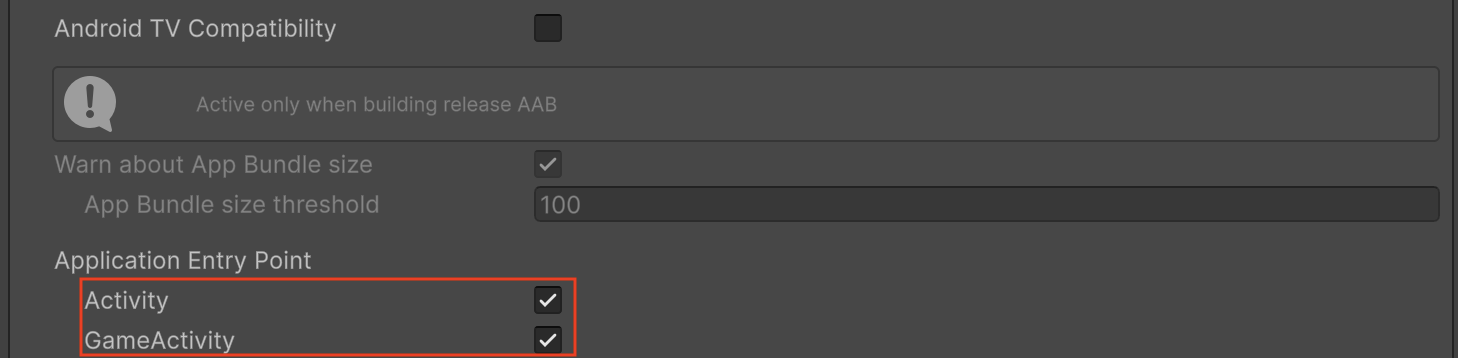 Android TV Compatibility
Active only when building release AAB
Warn about App Bundle size
App Bundle size threshold 100
Application Entry Point
Activity
GameActivity